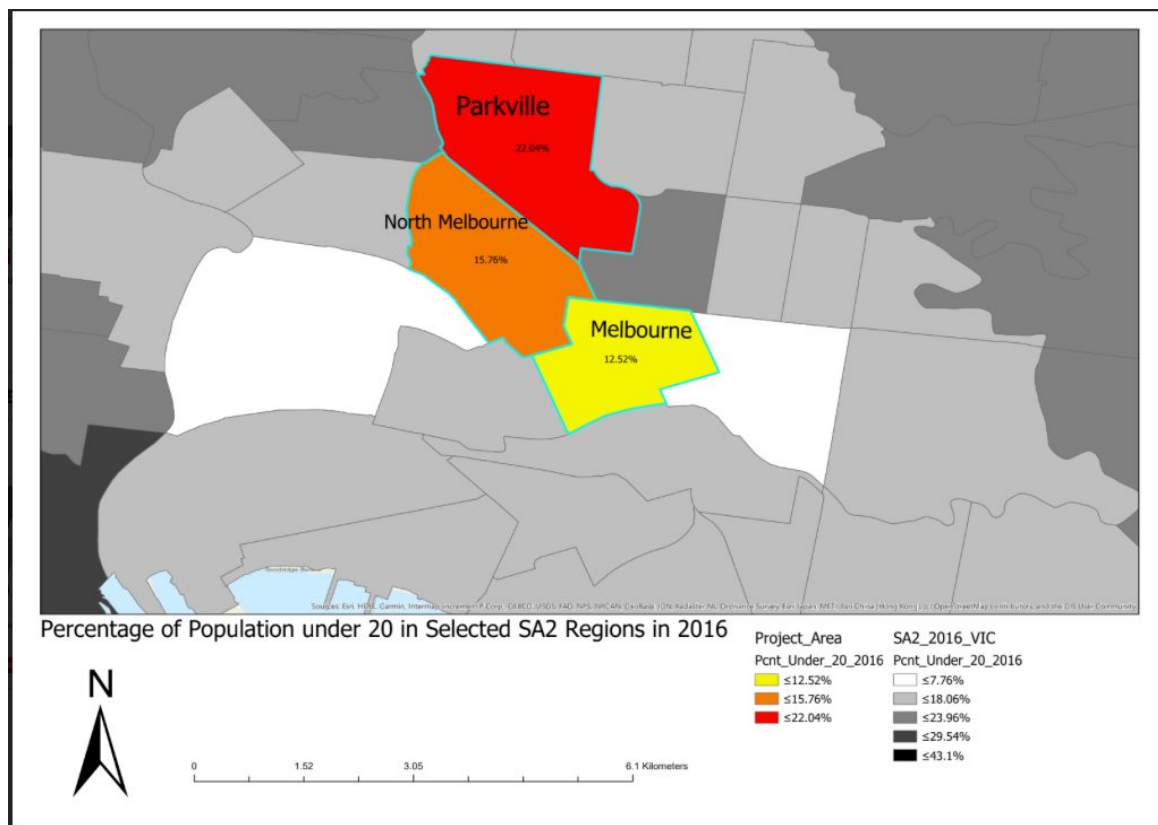 Parkville
22.04%
North Melbourne
15.76%
Melbourne
12.52%
Percentage of Population under 20 in Selected SA2 Regions in 2016
Project_Area
Pcnt_Under_20_2016
≤12.52%
≤15.76%
≤22.04%
SA2_2016_VIC
Pcnt_Under_20_2016
≤7.76%
≤18.06%
≤23.96%
≤29.54%
≤43.1%
N
0 1.52 3.05 6.1 Kilometers